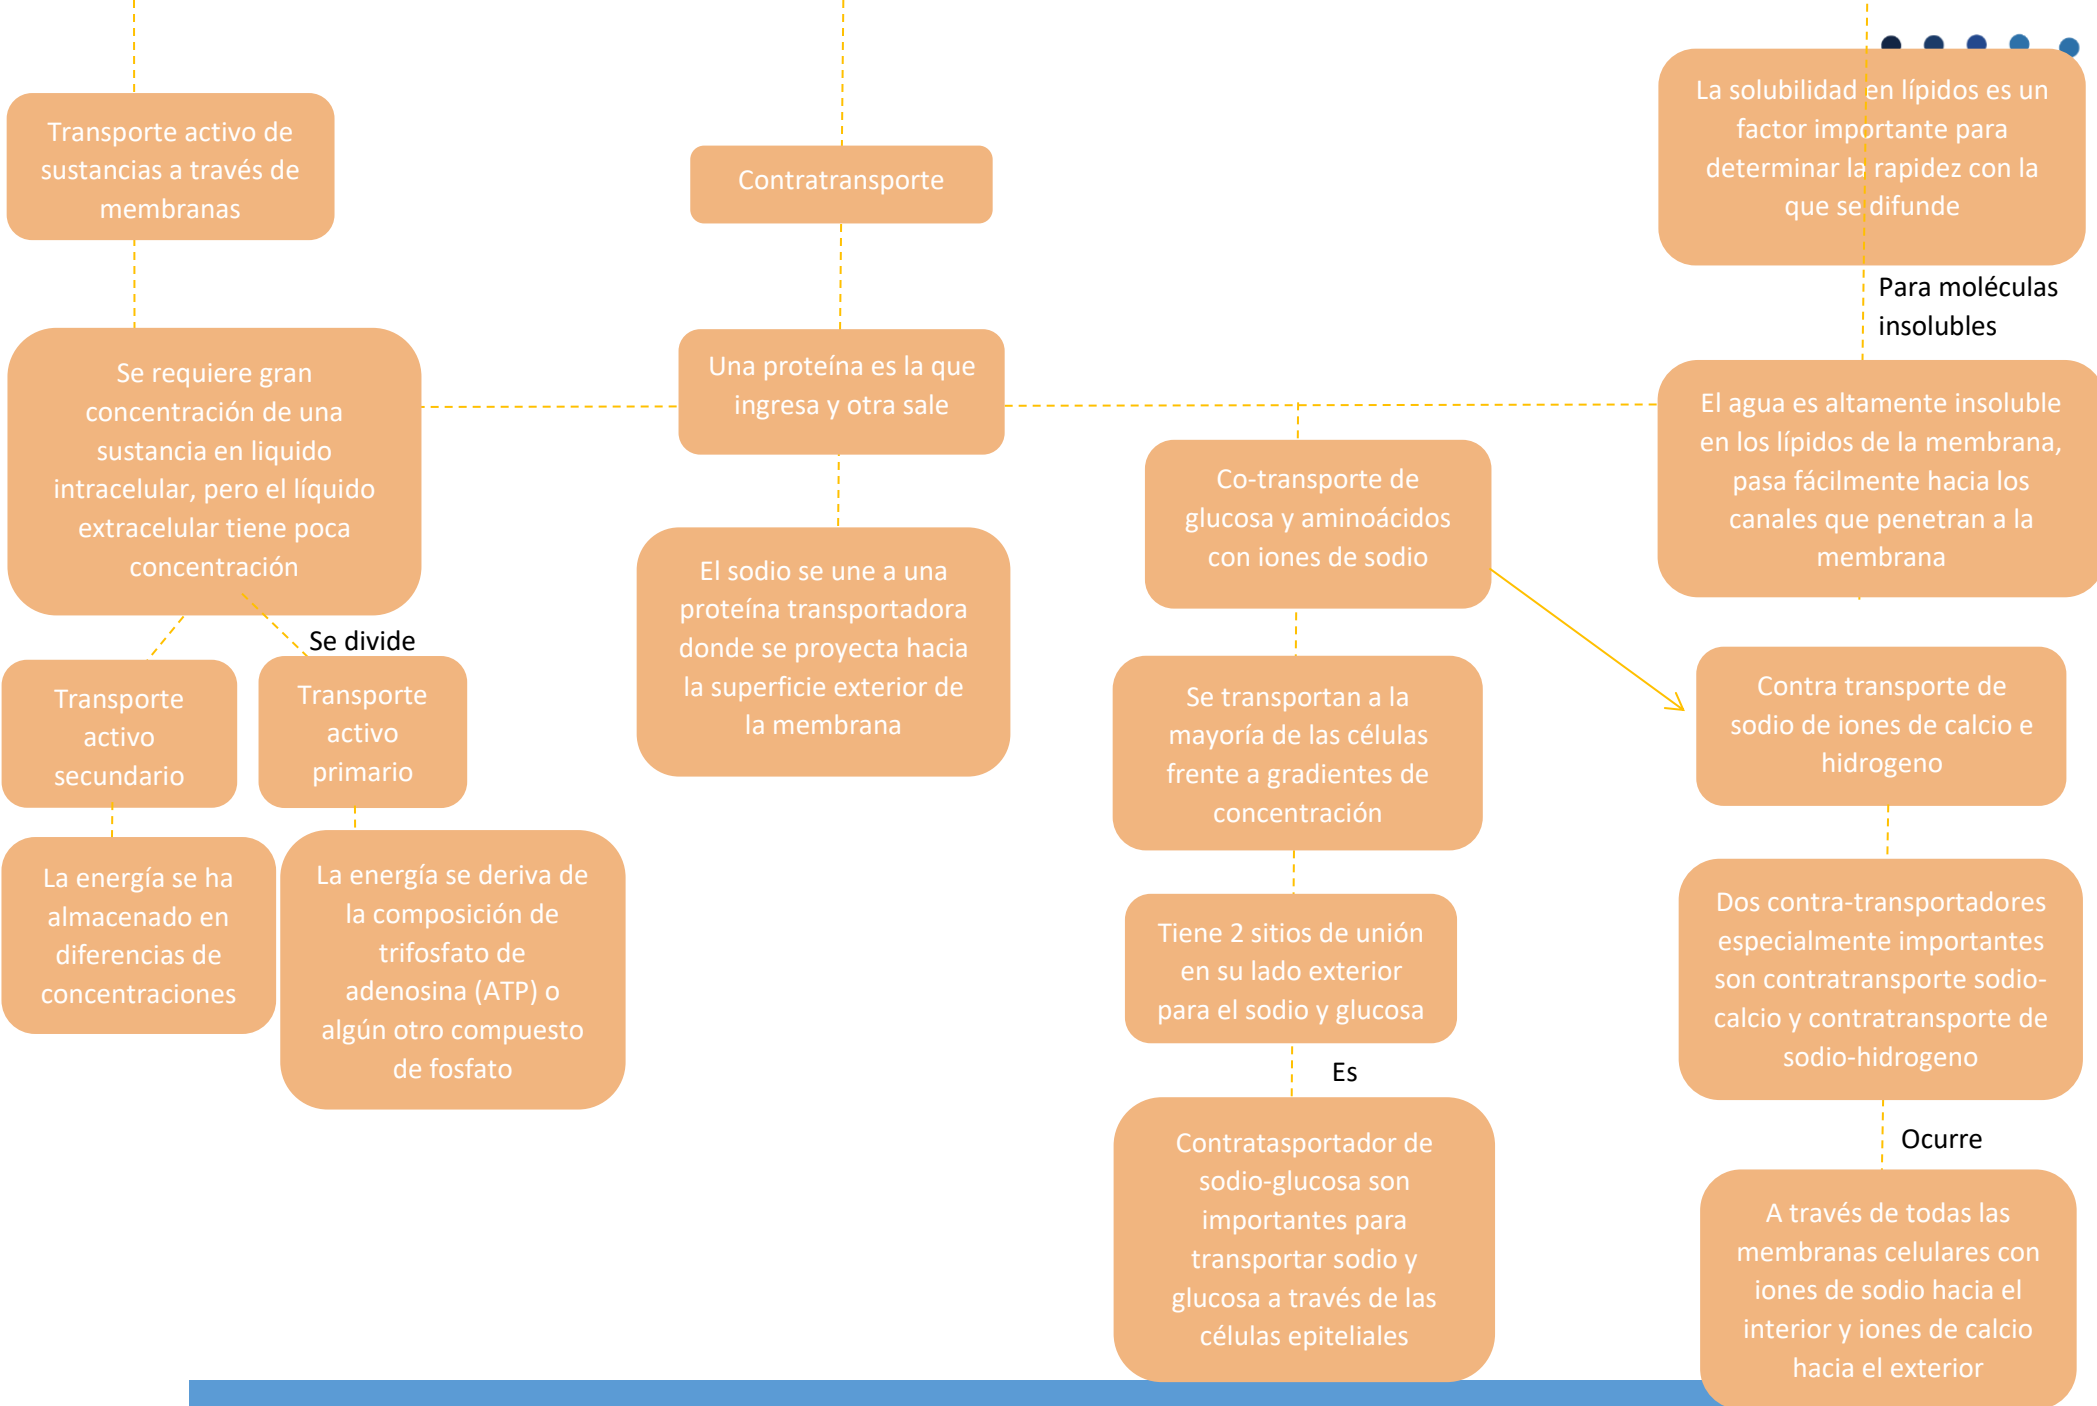 Transporte activo de
sustancias a través de
membranas
Se requiere gran
concentración de una
sustancia en liquido
intracelular, pero el líquido
extracelular tiene poca
concentración
Se divide
Transporte
activo
secundario
Transporte
activo
primario
La energía se ha
almacenado en
diferencias de
concentraciones
La energía se deriva de
la composición de
trifosfato de
adenosina (ATP) o
algún otro compuesto
de fosfato
Contratransporte
Una proteína es la que
ingresa y otra sale
El sodio se une a una
proteína transportadora
donde se proyecta hacia
la superficie exterior de
la membrana
Co-transporte de
glucosa y aminoácidos
con iones de sodio
Se transportan a la
mayoría de las células
frente a gradientes de
concentración
Tiene 2 sitios de unión
en su lado exterior
para el sodio y glucosa
Es
Contratasportador de
sodio-glucosa son
importantes para
transportar sodio y
glucosa a través de las
células epiteliales
La solubilidad en lípidos es un
factor importante para
determinar la rapidez con la
que se difunde
Para moléculas
insolubles
El agua es altamente insoluble
en los lípidos de la membrana,
pasa fácilmente hacia los
canales que penetran a la
membrana
Contra transporte de
sodio de iones de calcio e
hidrogeno
Dos contra-transportadores
especialmente importantes
son contratransporte sodio-
calcio y contratransporte de
sodio-hidrogeno
Ocurre
A través de todas las
membranas celulares con
iones de sodio hacia el
interior y iones de calcio
hacia el exterior